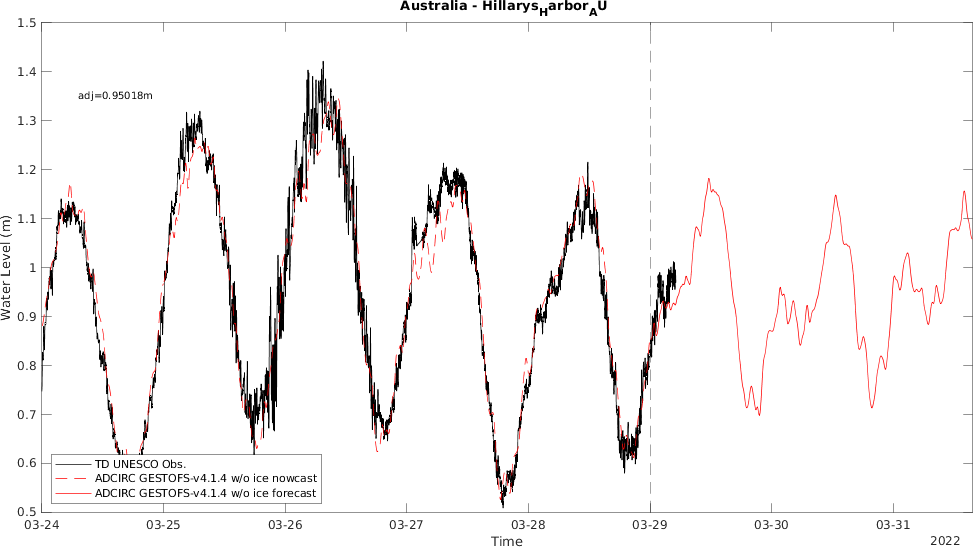 Australia - HillarysHarborAU
1.5
1.4
adj=0.95018m
1.3
1.2
1.1
Water Level (m)
1
0.9
0.8
0.7
0.6
TD UNESCO Obs.
ADCIRC GESTOFS-v4.1.4 w/o ice nowcast
ADCIRC GESTOFS-v4.1.4 w/o ice forecast
0.5
03-24 03-25 03-26 03-27 03-28 03-29 03-30 03-31
Time 2022